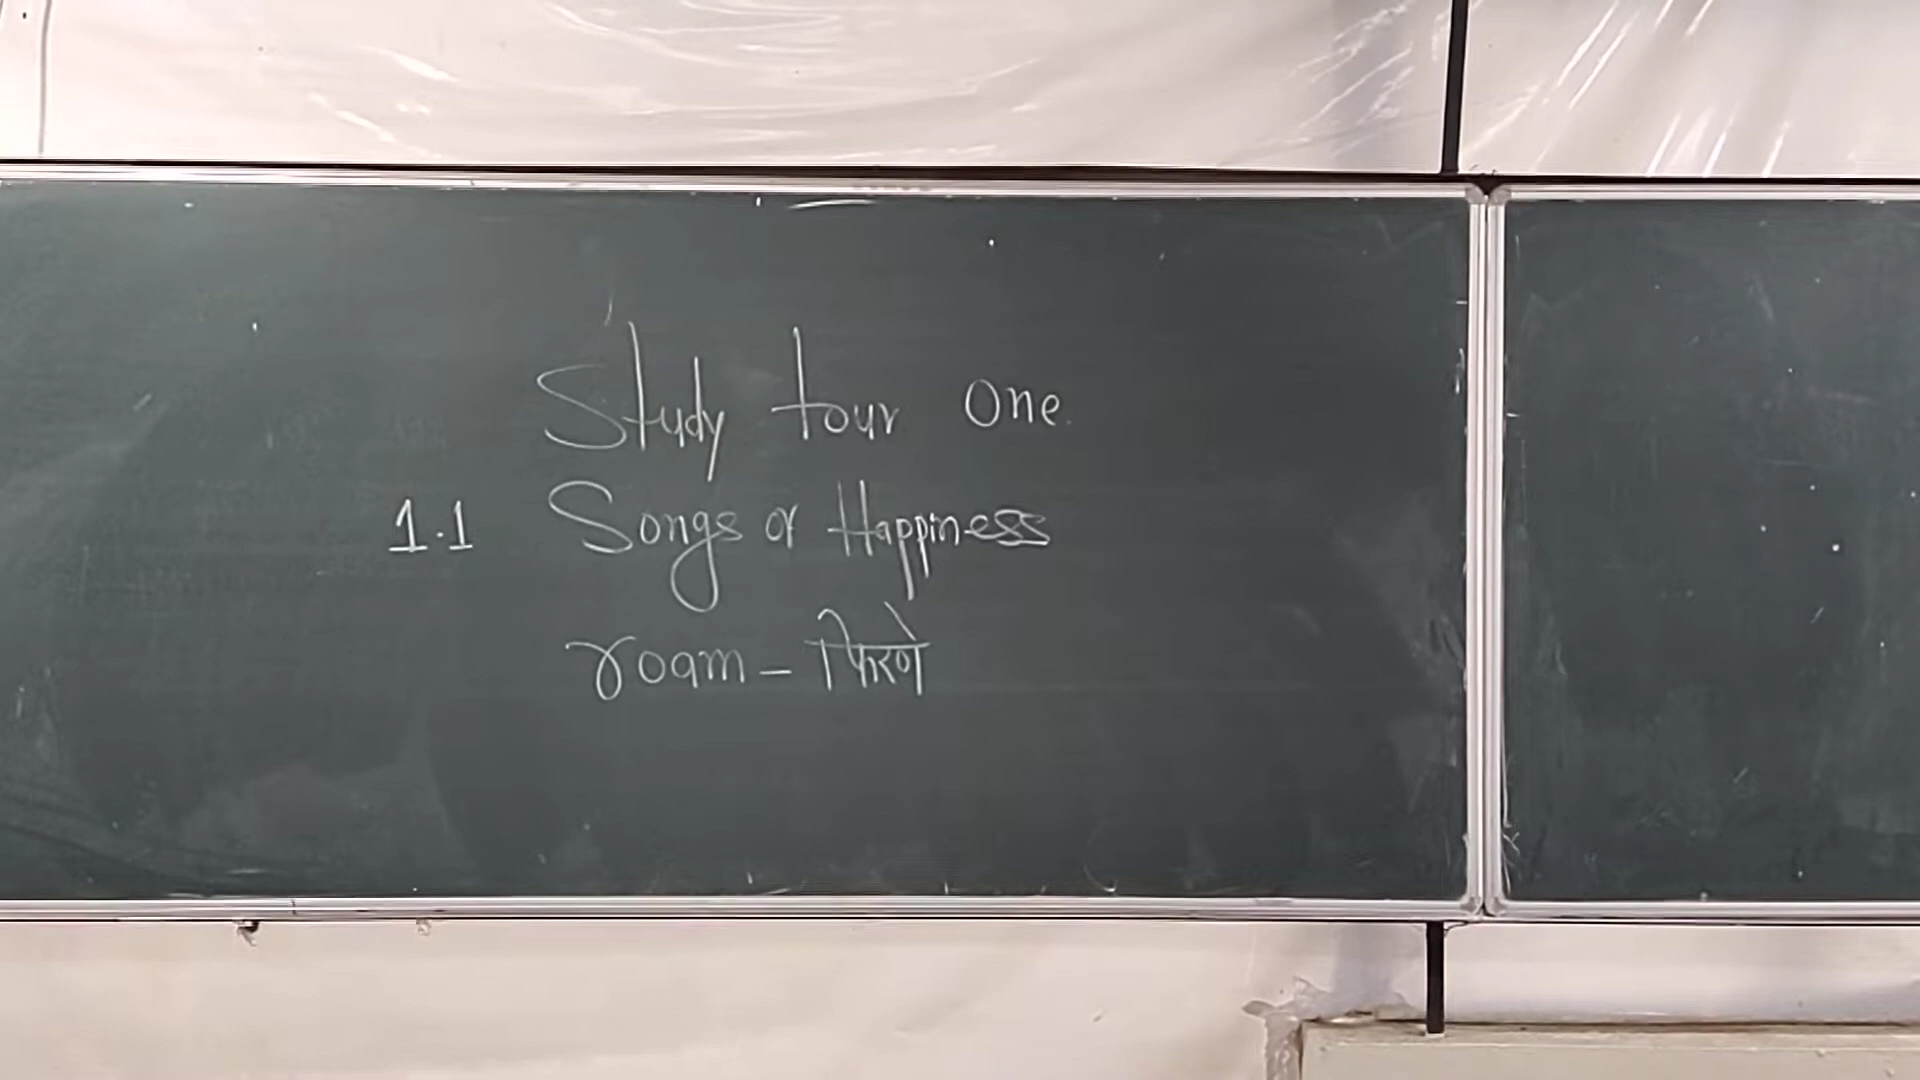 Study tour One.
1.1 Songs of Happiness
roam - फिरणे